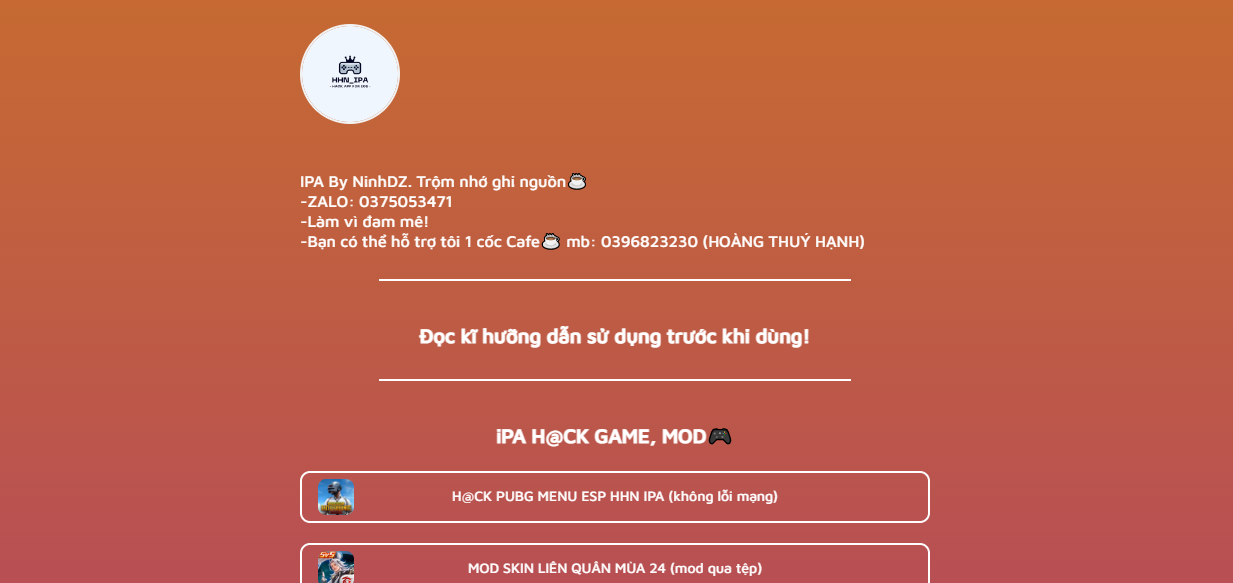 HHN_IPA
IPA By NinhDZ. Trộm nhớ ghi nguồn☕
-ZALO: 0375053471
-Làm vì đam mê!
-Bạn có thể hỗ trợ tôi 1 cốc Cafe☕ mb: 0396823230 (HOÀNG THUÝ HẠNH)
Đọc kĩ hưỡng dẫn sử dụng trước khi dùng!
iPA H@CK GAME, MOD🎮
H@CK PUBG MENU ESP HHN IPA (không lỗi mạng)
5v5
MOD SKIN LIÊN QUÂN MÙA 24 (mod qua tệp)